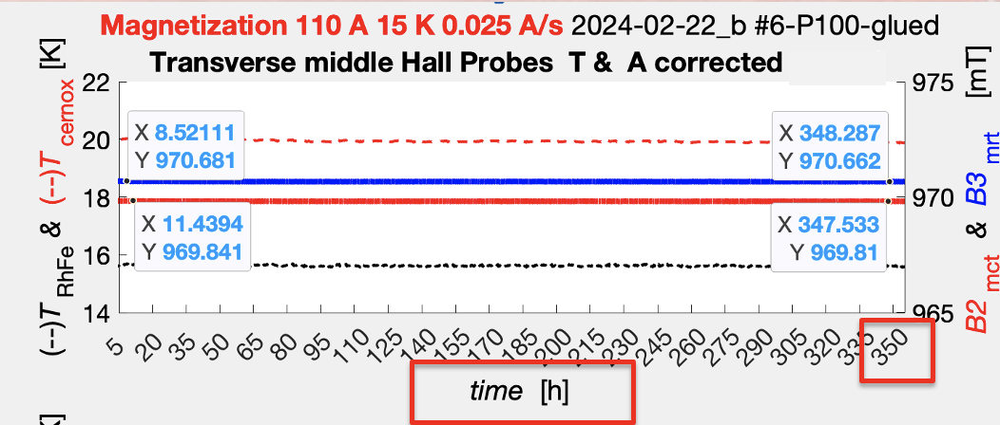 Magnetization 110 A 15 K 0.025 A/s 2024-02-22_b #6-P100-glued
Transverse middle Hall Probes T & A corrected
(--)T RhFe & (--)T cernox [K]
22
20
18
16
14
X 8.52111
Y 970.681
X 348.287
Y 970.662
X 11.4394
Y 969.841
X 347.533
Y 969.81
975
970
965
B2 mct & B3 mrt [mT]
5 20 35 50 65 80 95 110 125 140 155 170 185 200 215 230 245 260 275 290 305 320 335 350
time [h]